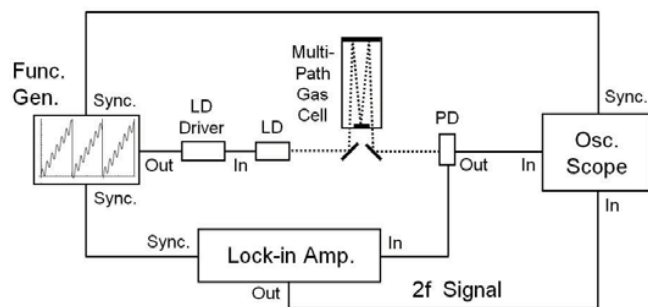 Func.
Gen.
Sync.
LD
Driver
LD
Multi-
Path
Gas
Cell
PD
Sync.
Out
In
Out
In
Osc.
Scope
Sync.
In
Sync.
Lock-in Amp.
In
Out
2f Signal